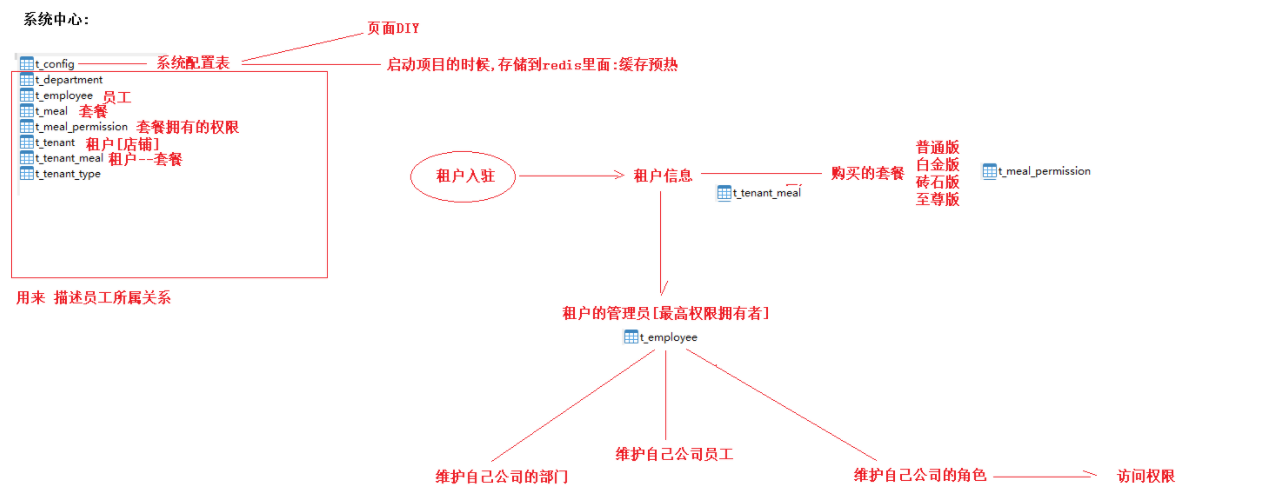 系统中心:
页面DIY
t_config 系统配置表
启动项目的时候,存储到redis里面:缓存预热
t_department
t_employee 员工
t_meal 套餐
t_meal_permission 套餐拥有的权限
t_tenant 租户[店铺]
t_tenant_meal 租户--套餐
t_tenant_type
用来 描述员工所属关系
租户入驻
租户信息
t_tenant_meal
购买的套餐
普通版
白金版
砖石版
至尊版
t_meal_permission
租户的管理员[最高权限拥有者]
t_employee
维护自己公司的部门
维护自己公司员工
维护自己公司的角色
访问权限